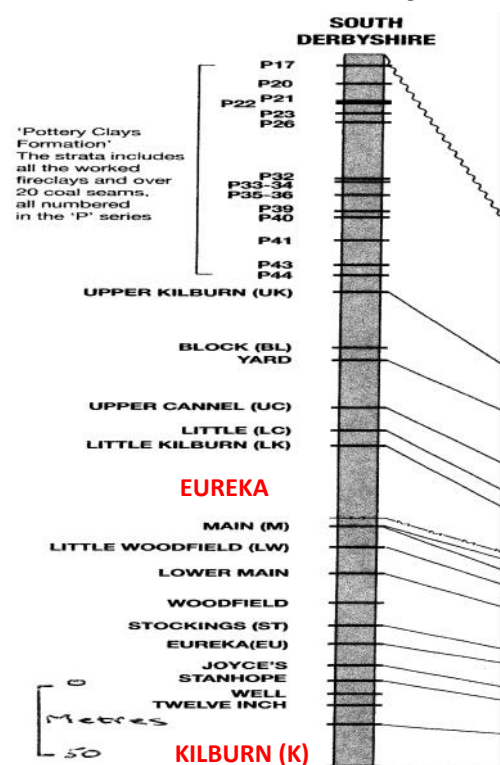 SOUTH
DERBYSHIRE
P17
P20
P21
P22
P23
P26
'Pottery Clays
Formation'
The strata includes
all the worked
fireclays and over
20 coal seams,
all numbered
in the 'P' series
P32
P33-34
P35-36
P39
P40
P41
P43
P44
UPPER KILBURN (UK)
BLOCK (BL)
YARD
UPPER CANNEL (UC)
LITTLE (LC)
LITTLE KILBURN (LK)
EUREKA
MAIN (M)
LITTLE WOODFIELD (LW)
LOWER MAIN
WOODFIELD
STOCKINGS (ST)
EUREKA(EU)
JOYCE'S
STANHOPE
0
WELL
TWELVE INCH
Metres
50
KILBURN (K)